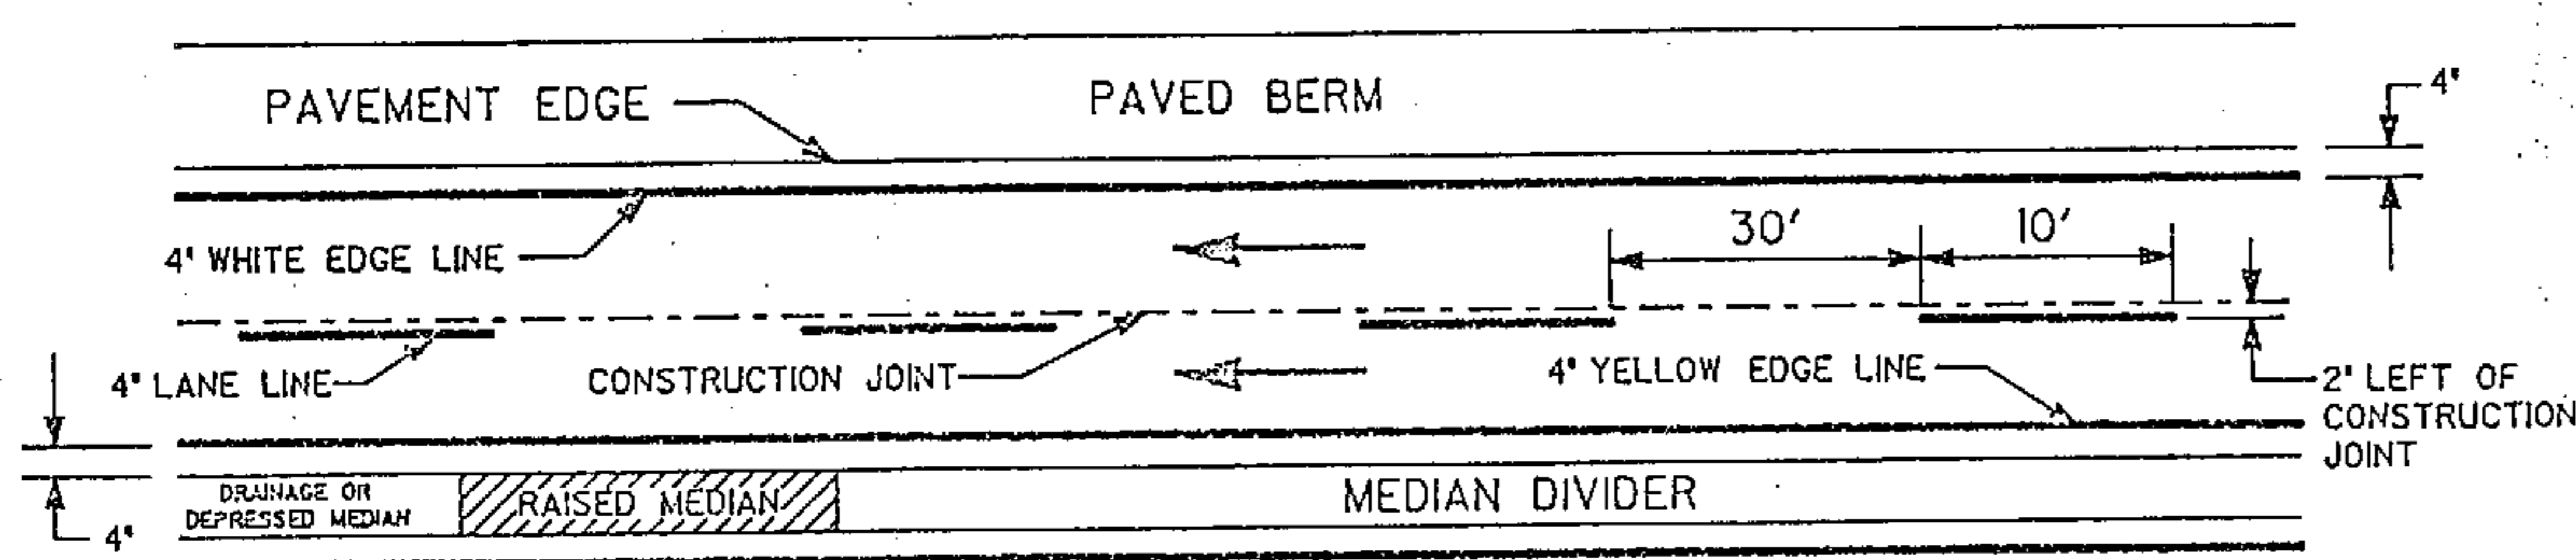 PAVEMENT EDGE
PAVED BERM
4"
4" WHITE EDGE LINE
30'
10'
4" LANE LINE
CONSTRUCTION JOINT
4" YELLOW EDGE LINE
2" LEFT OF
CONSTRUCTION
JOINT
DRAINAGE OR
DEPRESSED MEDIAN
RAISED MEDIAN
MEDIAN DIVIDER
4"